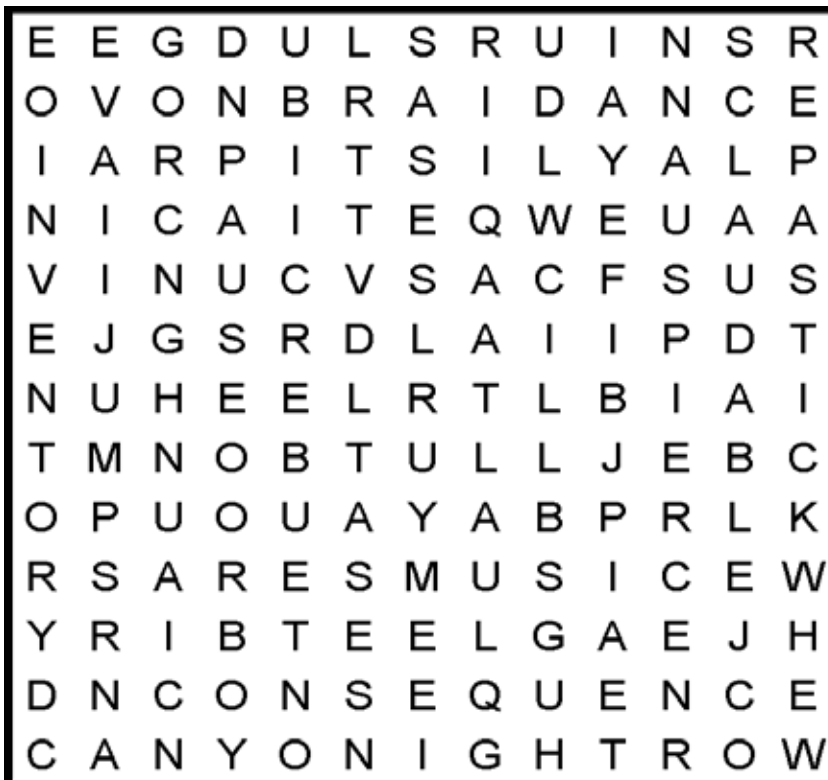 E E G D U L S R U I N S R
O V O N B R A I D A N C E
I A R P I T S I L Y A L P
N I C A I T E Q W E U A A
V I N U C V S A C F S U S
E J G S R D L A I I P D T
N U H E E L R T L B I A I
T M N O B T U L L J E B C
O P U O U A Y A B P R L K
R S A R E S M U S I C E W
Y R I B T E E L G A E J H
D N C O N S E Q U E N C E
C A N Y O N I G H T R O W